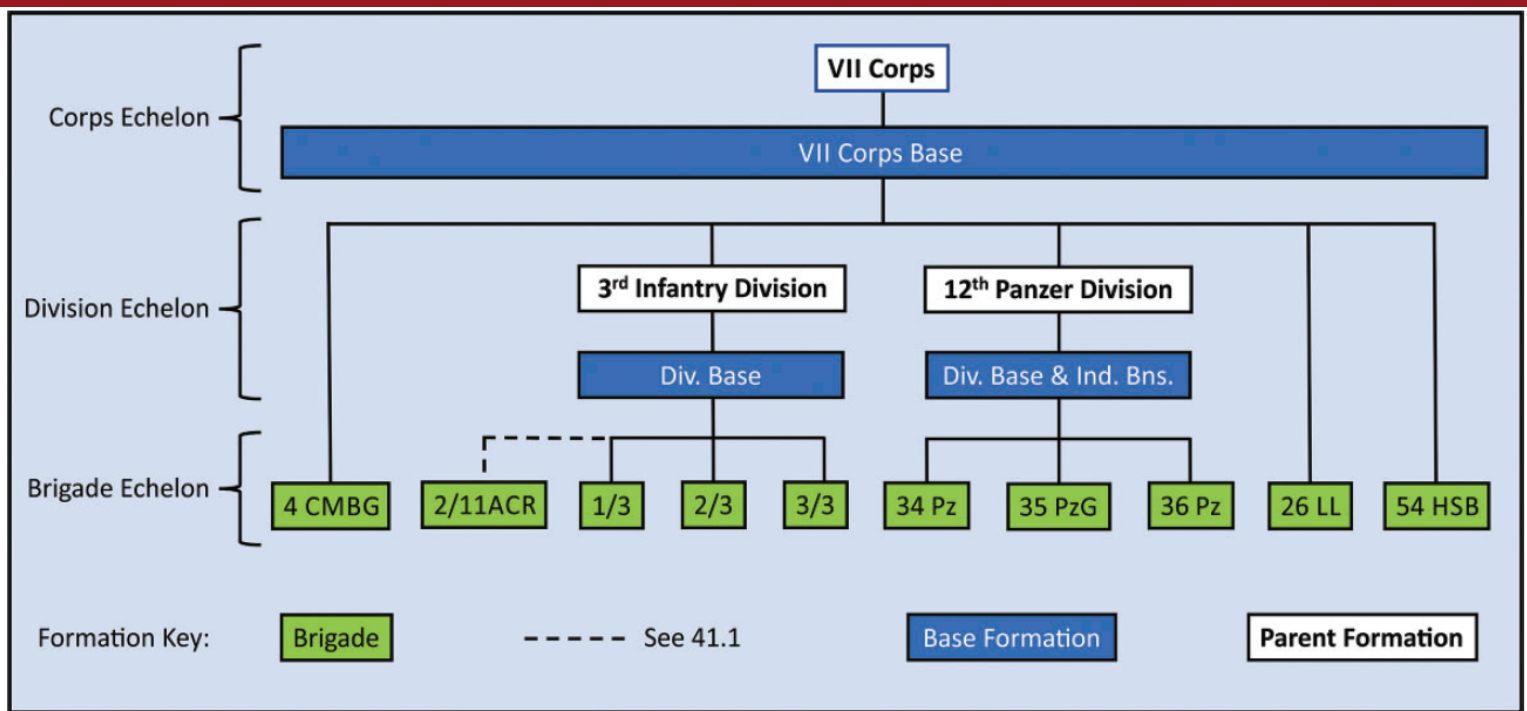 VII Corps
Corps Echelon
VII Corps Base
3rd Infantry Division
12th Panzer Division
Division Echelon
Div. Base
Div. Base & Ind. Bns.
Brigade Echelon
4 CMBG
2/11ACR
1/3
2/3
3/3
34 Pz
35 PzG
36 Pz
26 LL
54 HSB
Formation Key:
Brigade
See 41.1
Base Formation
Parent Formation